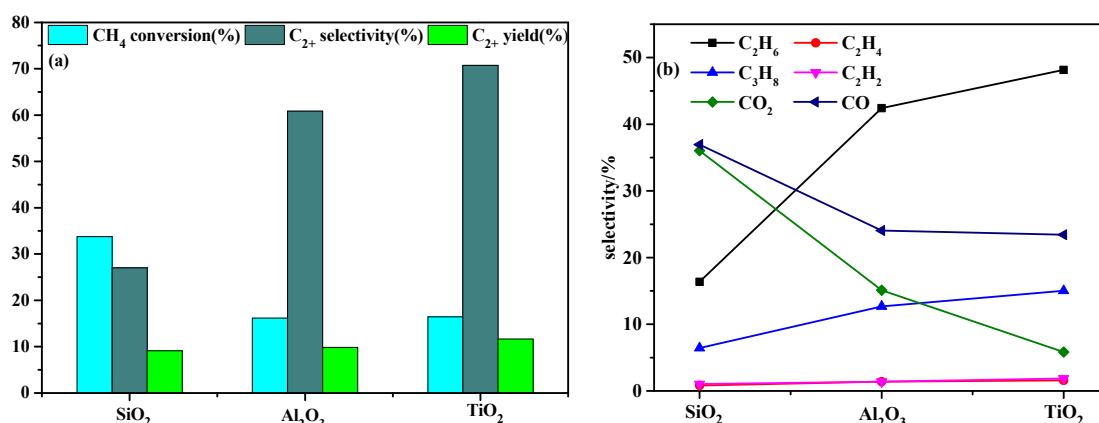 80
70
60
50
40
30
20
10
0
CH₄ conversion(%) C₂₊ selectivity(%) C₂₊ yield(%)
(a)
SiO₂ Al₂O₃ TiO₂
50
40
30
20
10
0
selectivity/%
(b)
C₂H₆ C₂H₄
C₃H₈ C₂H₂
CO₂ CO
SiO₂ Al₂O₃ TiO₂